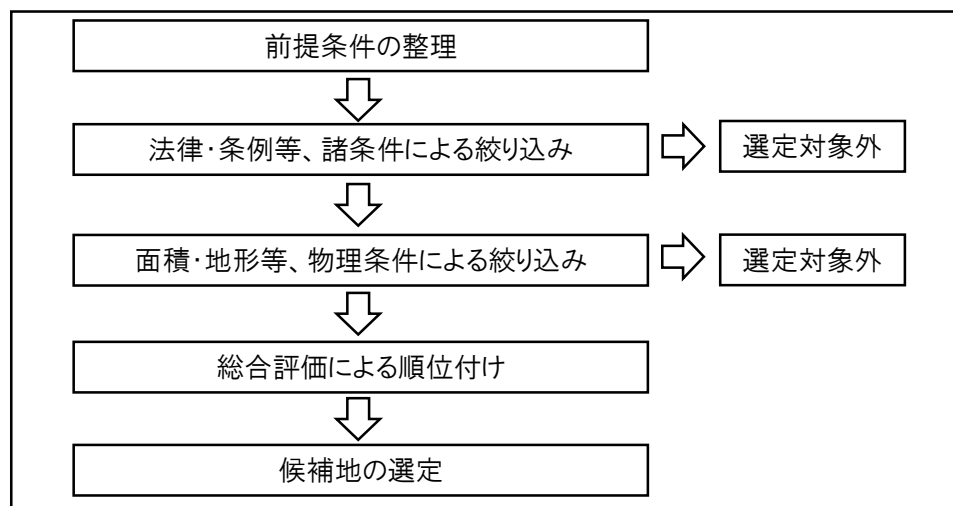 前提条件の整理
法律･条例等、諸条件による絞り込み
選定対象外
面積･地形等、物理条件による絞り込み
選定対象外
総合評価による順位付け
候補地の選定